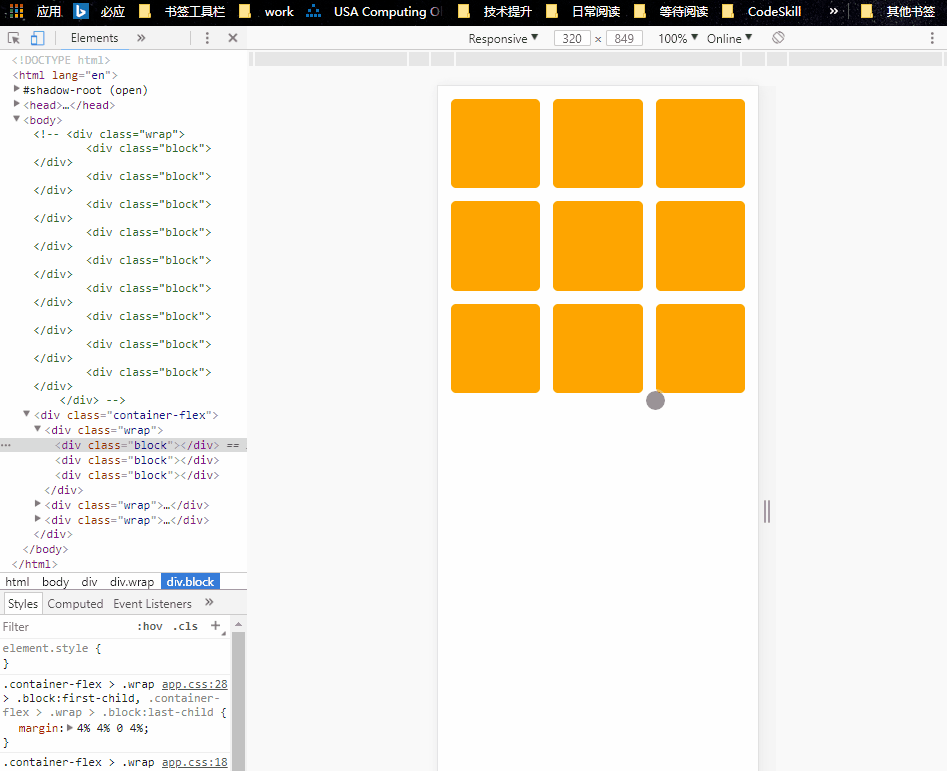 应用 必应 书签工具栏 work USA Computing Ol 技术提升 日常阅读 等待阅读 CodeSkill » 其他书签
Elements »
Responsive ▼ 320 × 849 100% ▼ Online ▼
<!DOCTYPE html>
<html lang="en">
#shadow-root (open)
<head>…</head>
<body>
<!-- <div class="wrap">
<div class="block">
</div>
<div class="block">
</div>
<div class="block">
</div>
<div class="block">
</div>
<div class="block">
</div>
<div class="block">
</div>
<div class="block">
</div>
<div class="block">
</div>
<div class="block">
</div>
</div> -->
<div class="container-flex">
<div class="wrap">
<div class="block"></div> ==
<div class="block"></div>
<div class="block"></div>
</div>
<div class="wrap">…</div>
<div class="wrap">…</div>
</div>
</body>
</html>
html body div div.wrap div.block
Styles Computed Event Listeners »
Filter :hov .cls +
element.style {
}
.container-flex > .wrap app.css:28
> .block:first-child, .container-
flex > .wrap > .block:last-child {
margin: 4% 4% 0 4%;
}
.container-flex > .wrap app.css:18